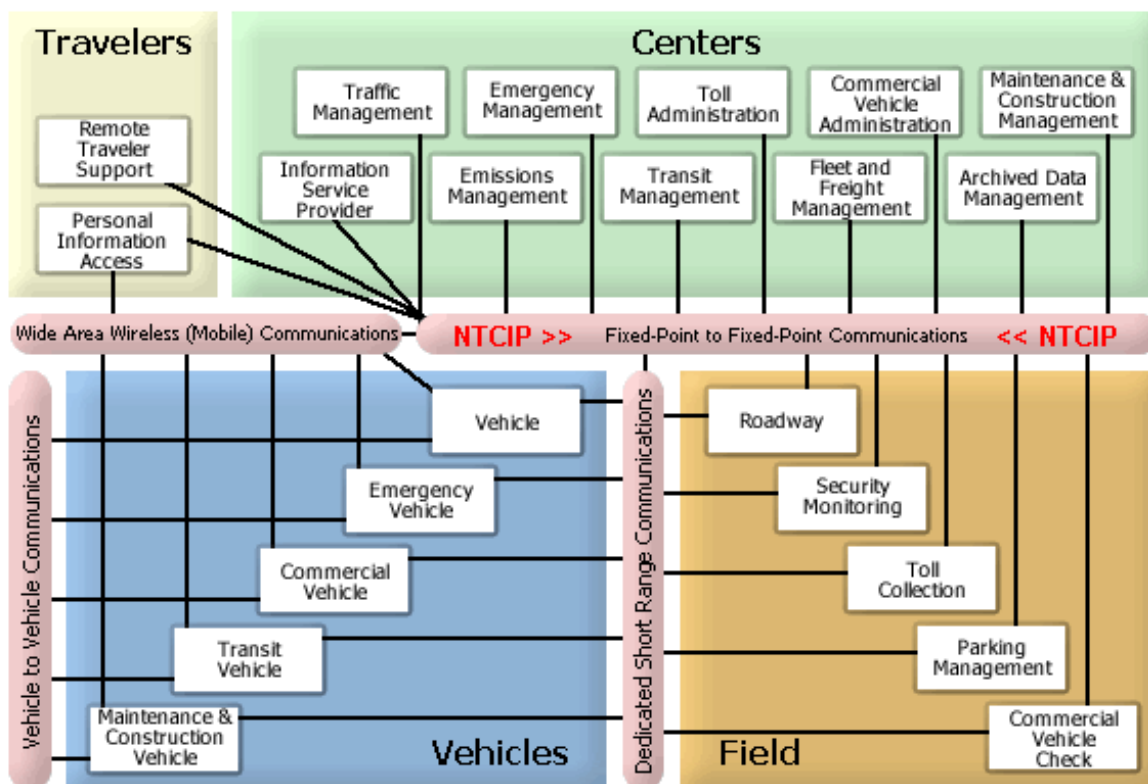 Travelers
Remote
Traveler
Support
Personal
Information
Access
Centers
Traffic
Management
Emergency
Management
Toll
Administration
Commercial
Vehicle
Administration
Maintenance &
Construction
Management
Information
Service
Provider
Emissions
Management
Transit
Management
Fleet and
Freight
Management
Archived Data
Management
Wide Area Wireless (Mobile) Communications
NTCIP >> Fixed-Point to Fixed-Point Communications << NTCIP
Vehicle to Vehicle Communications
Vehicle
Emergency
Vehicle
Commercial
Vehicle
Transit
Vehicle
Maintenance &
Construction
Vehicle
Vehicles
Dedicated Short Range Communications
Roadway
Security
Monitoring
Toll
Collection
Parking
Management
Commercial
Vehicle
Check
Field